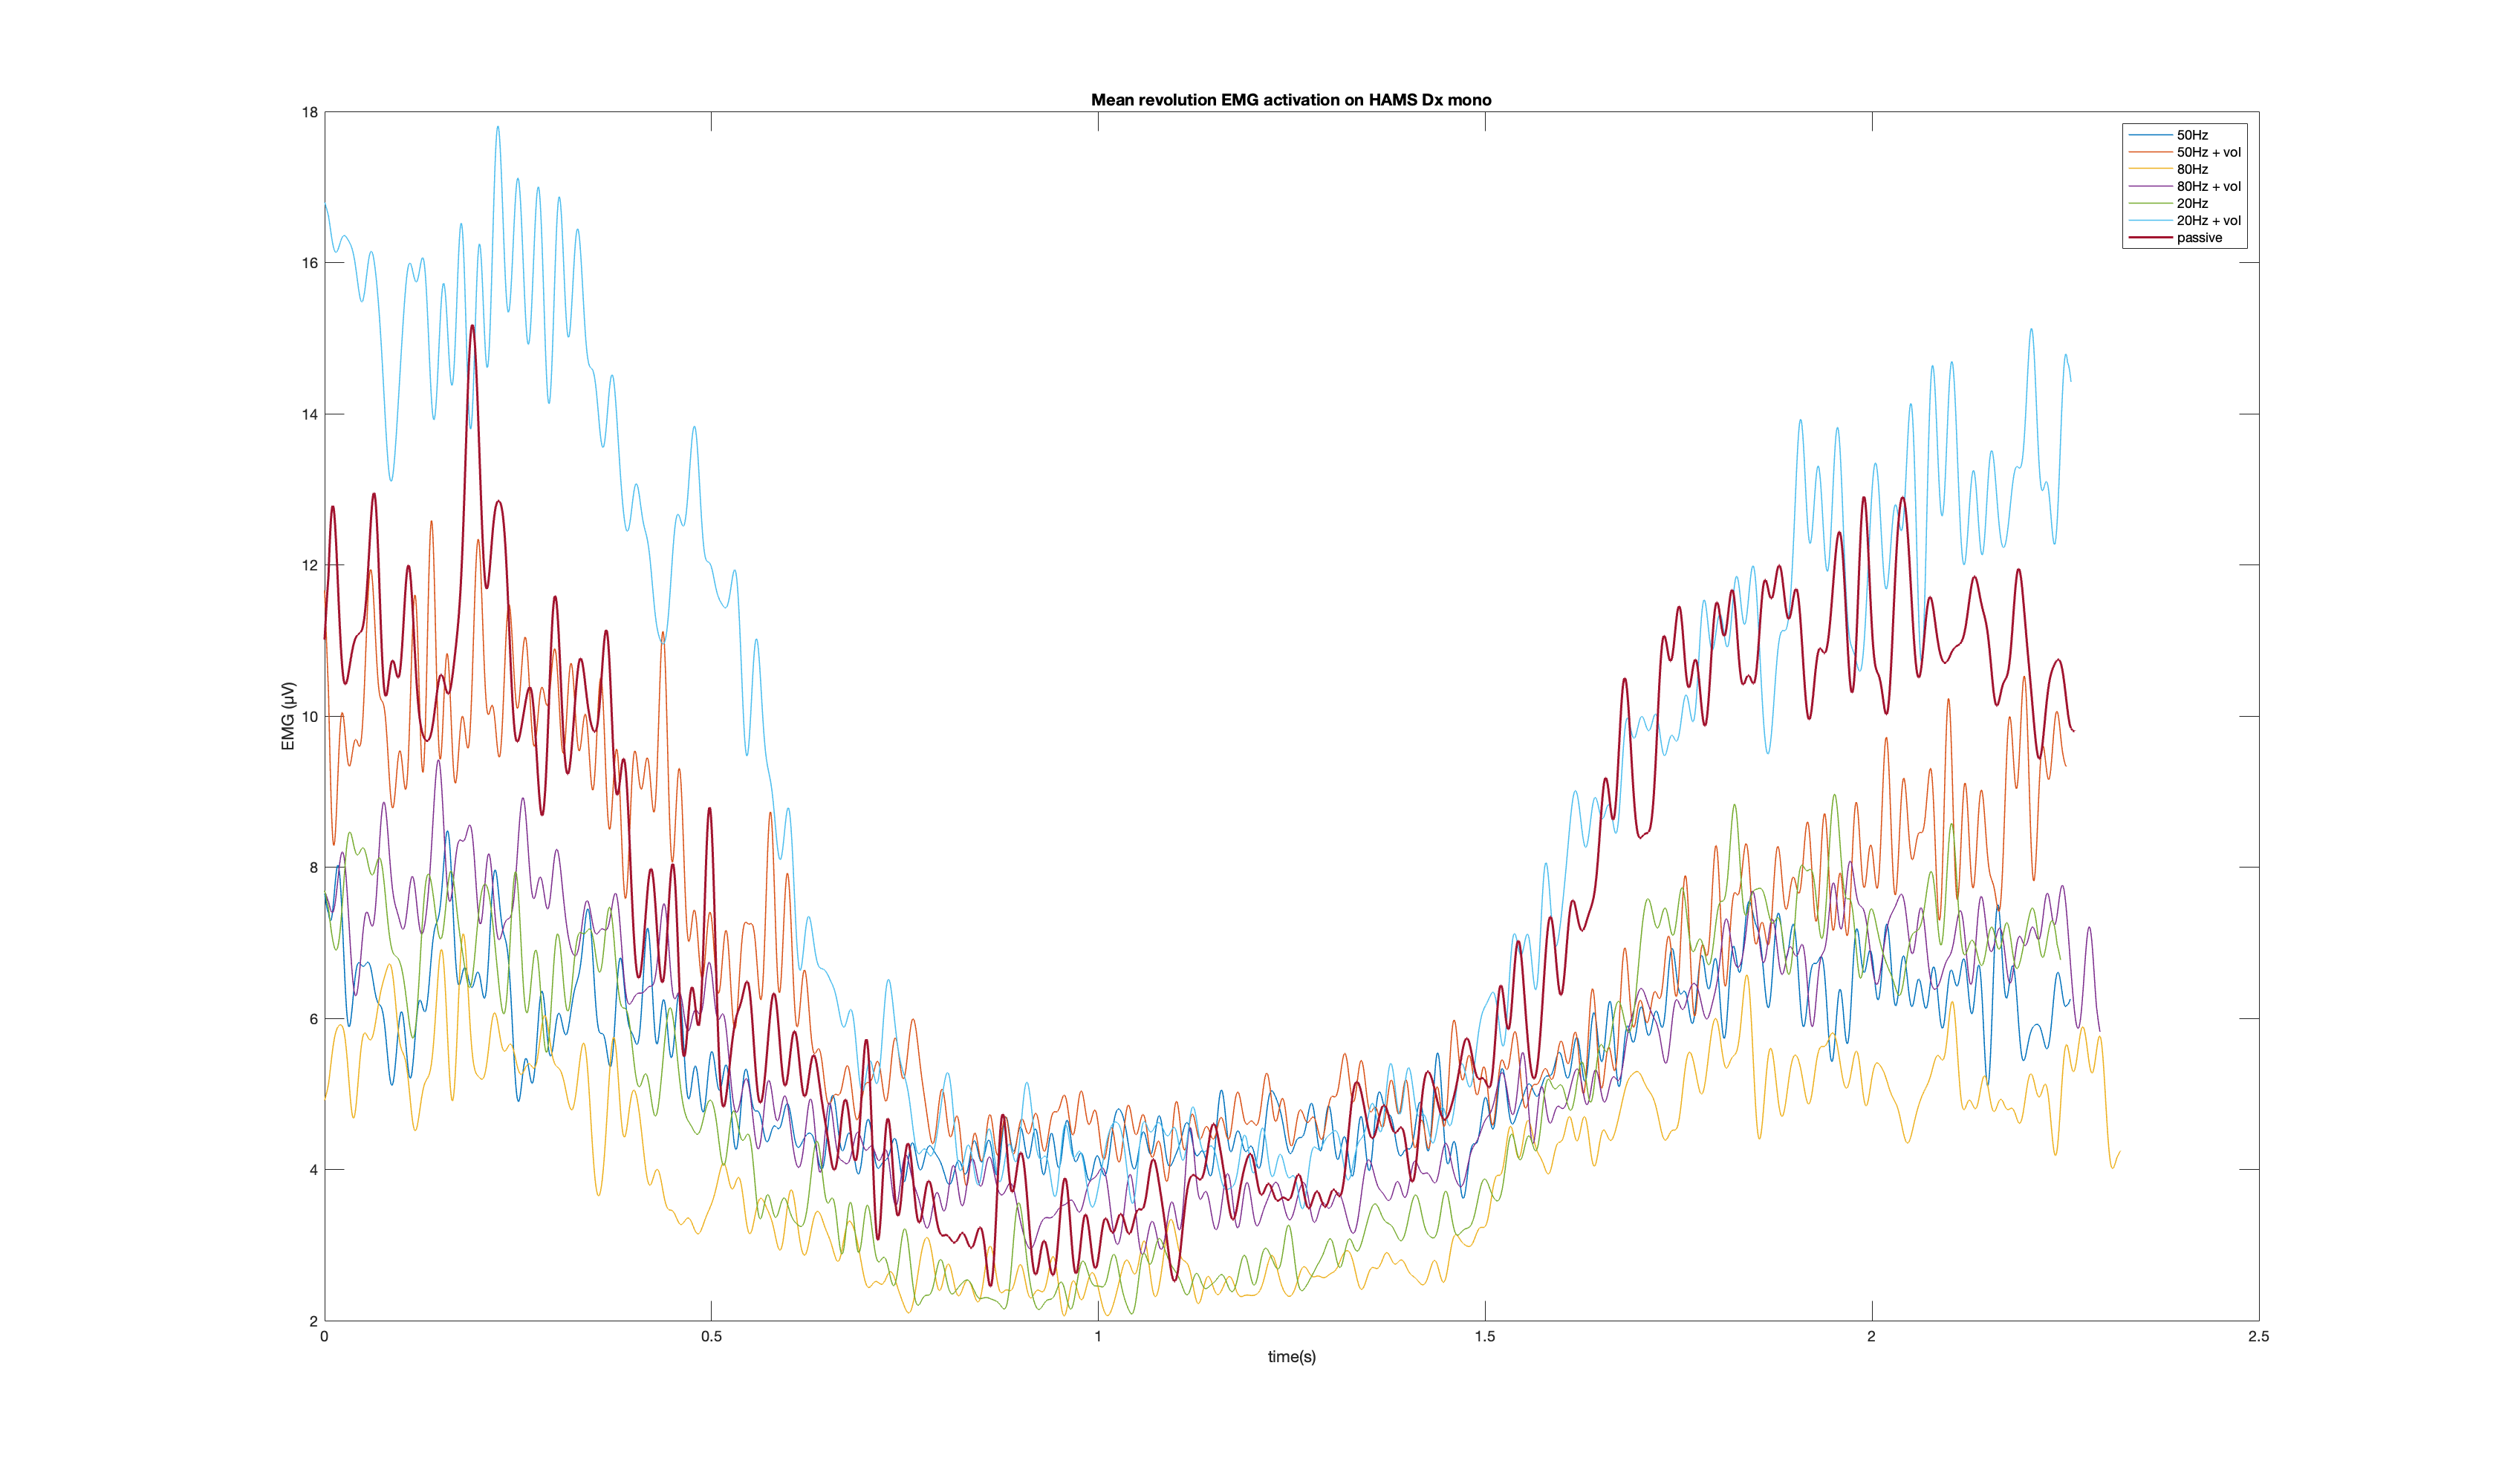 Mean revolution EMG activation on HAMS Dx mono
18
16
14
12
10
8
6
4
2
EMG (µV)
0
0.5
1
1.5
2
2.5
time(s)
50Hz
50Hz + vol
80Hz
80Hz + vol
20Hz
20Hz + vol
passive